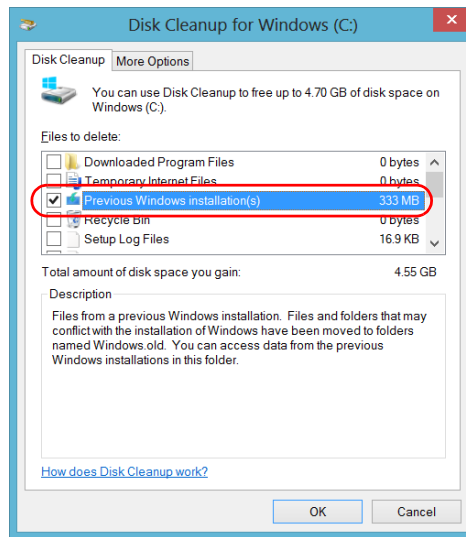 Disk Cleanup for Windows (C:)
Disk Cleanup
More Options
You can use Disk Cleanup to free up to 4.70 GB of disk space on
Windows (C:).
Files to delete:
Downloaded Program Files 0 bytes
Temporary Internet Files 0 bytes
Previous Windows installation(s) 333 MB
Recycle Bin 0 bytes
Setup Log Files 16.9 KB
Total amount of disk space you gain: 4.55 GB
Description
Files from a previous Windows installation. Files and folders that may
conflict with the installation of Windows have been moved to folders
named Windows.old. You can access data from the previous
Windows installations in this folder.
How does Disk Cleanup work?
OK
Cancel